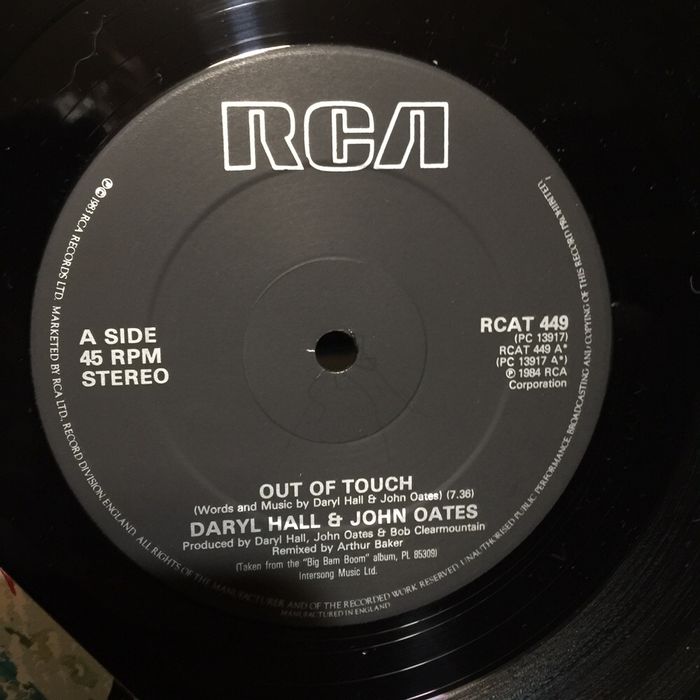 RCA
A SIDE
45 RPM
STEREO
RCAT 449
(PC 13917)
RCAT 449 A*
(PC 13917 A*)
℗ 1984 RCA
Corporation
OUT OF TOUCH
(Words and Music by Daryl Hall & John Oates) (7.36)
DARYL HALL & JOHN OATES
Produced by Daryl Hall, John Oates & Bob Clearmountain
Remixed by Arthur Baker
(Taken from the "Big Bam Boom" album, PL 85309)
Intersong Music Ltd.
℗©1983 RCA RECORDS LTD. MARKETED BY RCA LTD., RECORD DIVISION, ENGLAND. ALL RIGHTS OF THE MANUFACTURER AND OF THE RECORDED WORK RESERVED. UNAUTHORISED PUBLIC PERFORMANCE, BROADCASTING AND COPYING OF THIS RECORD PROHIBITED
MANUFACTURED IN ENGLAND